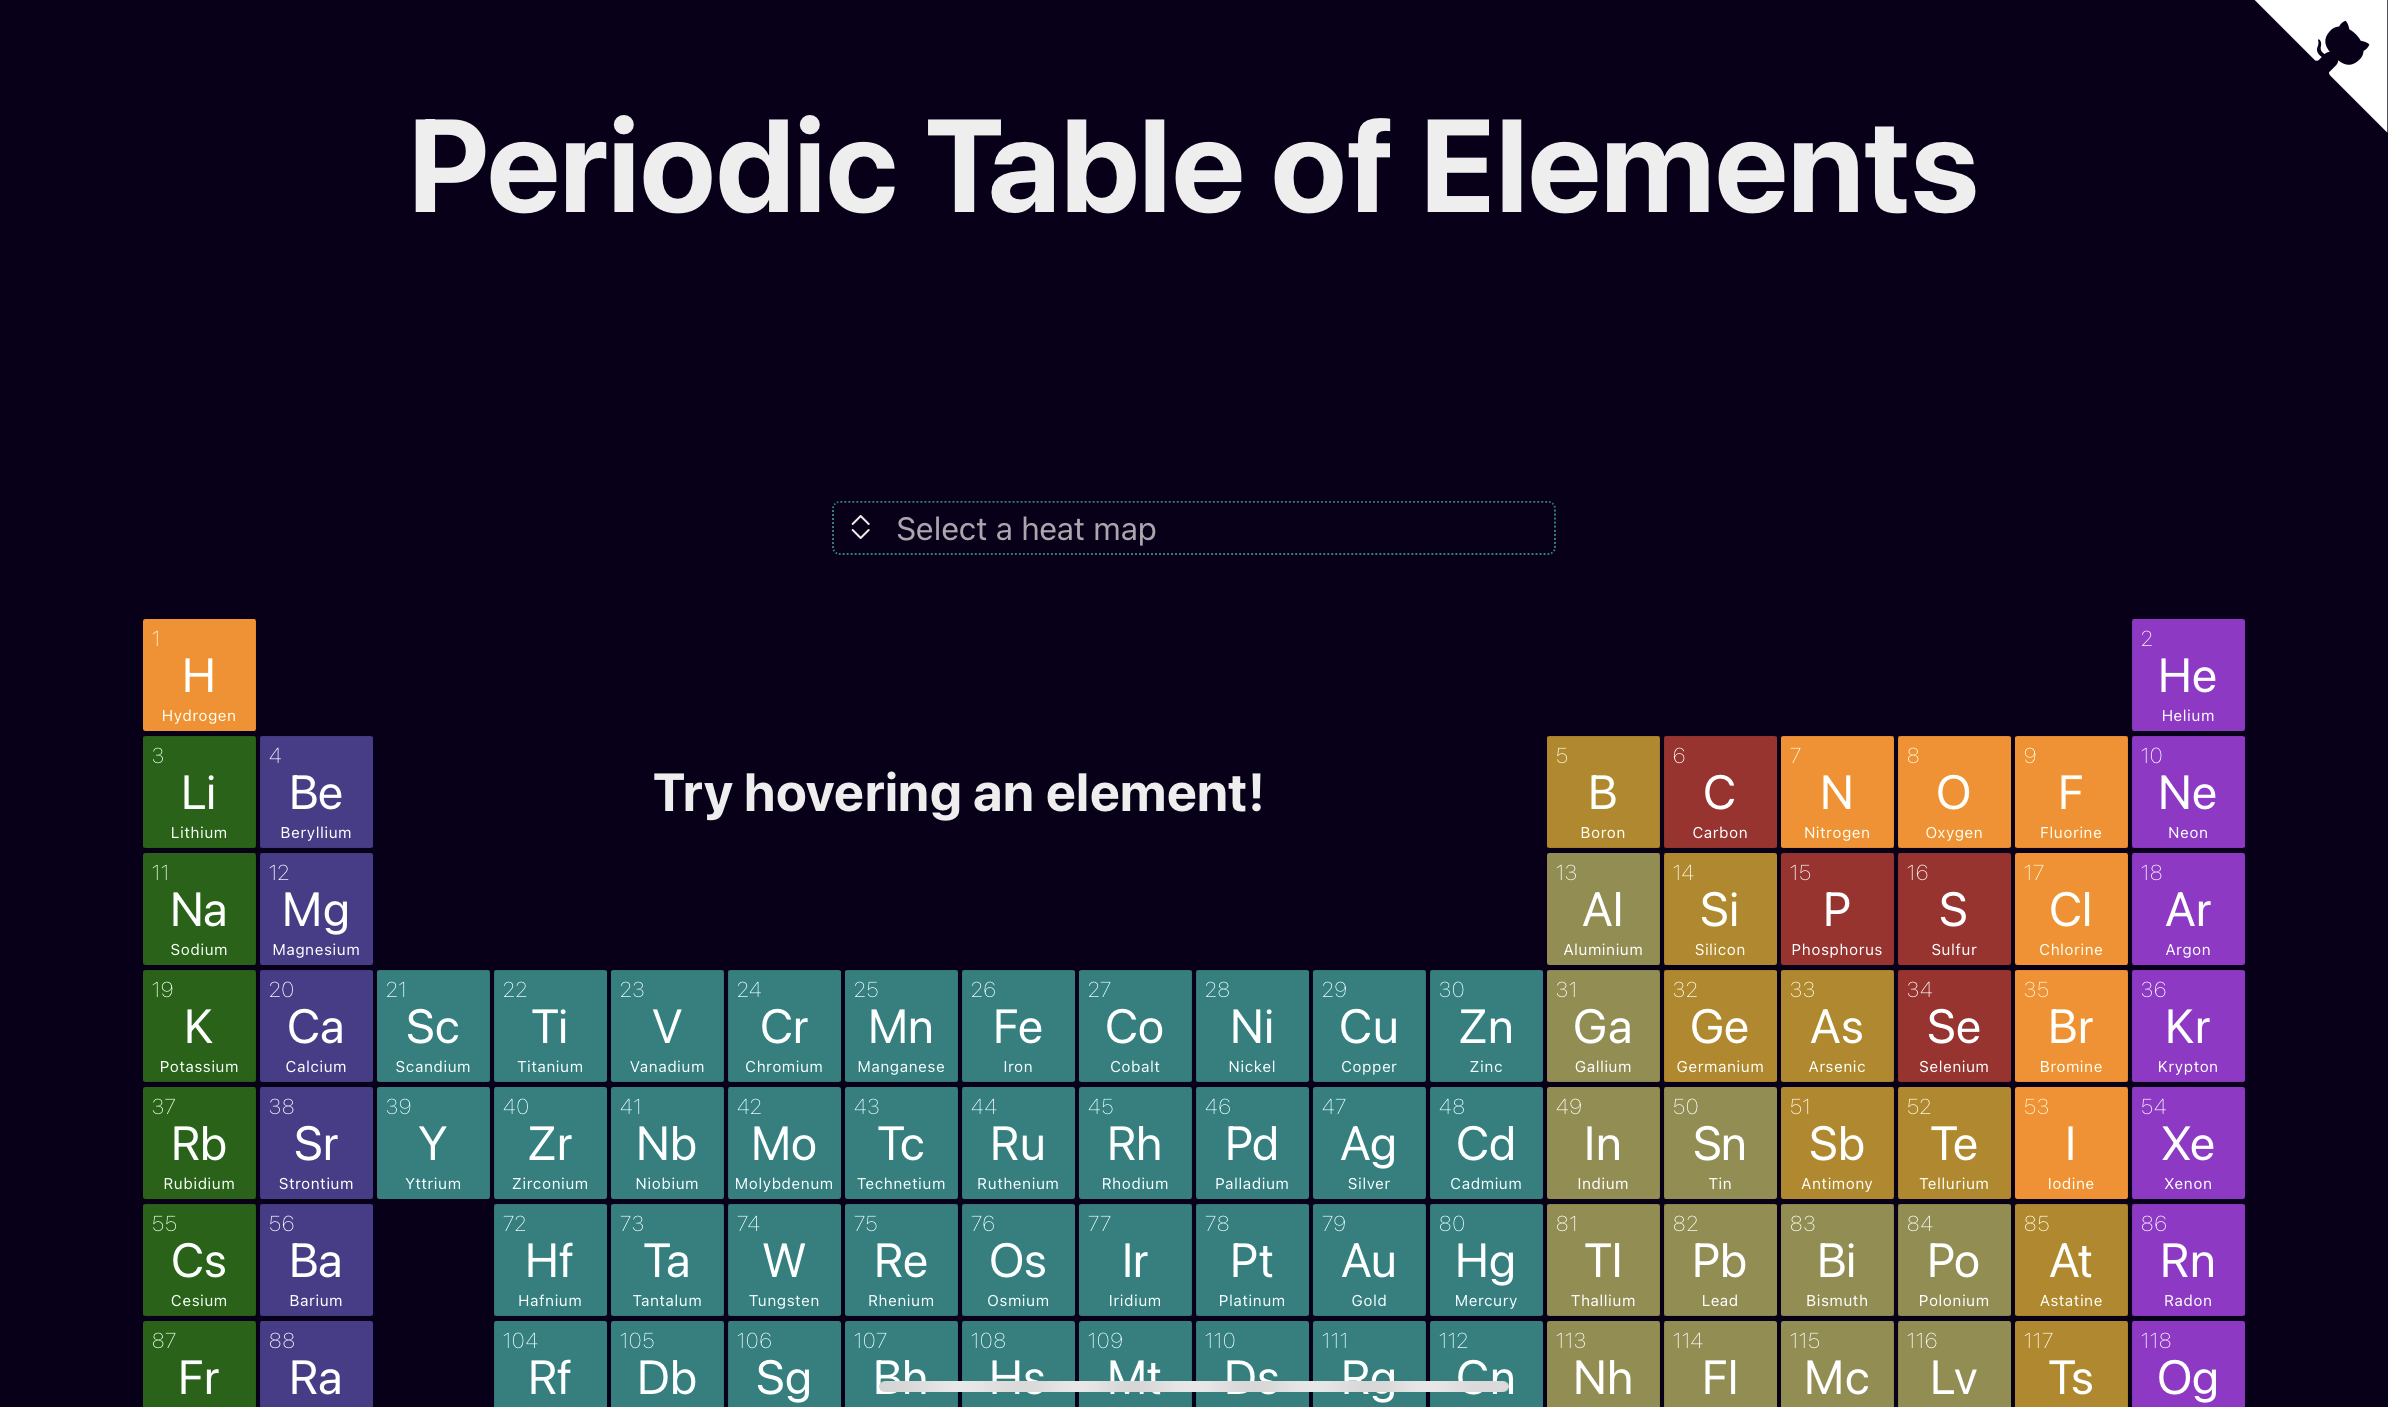 Periodic Table of Elements
Select a heat map
1 2
H He
Hydrogen Helium
3 4 5 6 7 8 9 10
Li Be B C N O F Ne
Lithium Beryllium Boron Carbon Nitrogen Oxygen Fluorine Neon
Try hovering an element!
11 12 13 14 15 16 17 18
Na Mg Al Si P S Cl Ar
Sodium Magnesium Aluminium Silicon Phosphorus Sulfur Chlorine Argon
19 20 21 22 23 24 25 26 27 28 29 30 31 32 33 34 35 36
K Ca Sc Ti V Cr Mn Fe Co Ni Cu Zn Ga Ge As Se Br Kr
Potassium Calcium Scandium Titanium Vanadium Chromium Manganese Iron Cobalt Nickel Copper Zinc Gallium Germanium Arsenic Selenium Bromine Krypton
37 38 39 40 41 42 43 44 45 46 47 48 49 50 51 52 53 54
Rb Sr Y Zr Nb Mo Tc Ru Rh Pd Ag Cd In Sn Sb Te I Xe
Rubidium Strontium Yttrium Zirconium Niobium Molybdenum Technetium Ruthenium Rhodium Palladium Silver Cadmium Indium Tin Antimony Tellurium Iodine Xenon
55 56 72 73 74 75 76 77 78 79 80 81 82 83 84 85 86
Cs Ba Hf Ta W Re Os Ir Pt Au Hg Tl Pb Bi Po At Rn
Cesium Barium Hafnium Tantalum Tungsten Rhenium Osmium Iridium Platinum Gold Mercury Thallium Lead Bismuth Polonium Astatine Radon
87 88 104 105 106 107 108 109 110 111 112 113 114 115 116 117 118
Fr Ra Rf Db Sg Bh Hs Mt Ds Rg Cn Nh Fl Mc Lv Ts Og